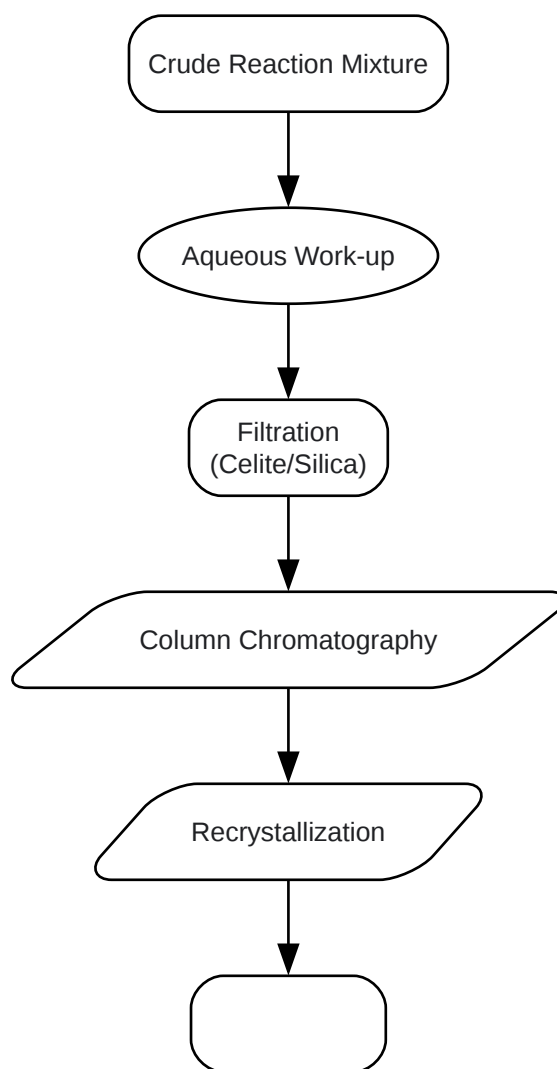 Crude Reaction Mixture
Aqueous Work-up
Filtration
(Celite/Silica)
Column Chromatography
Recrystallization